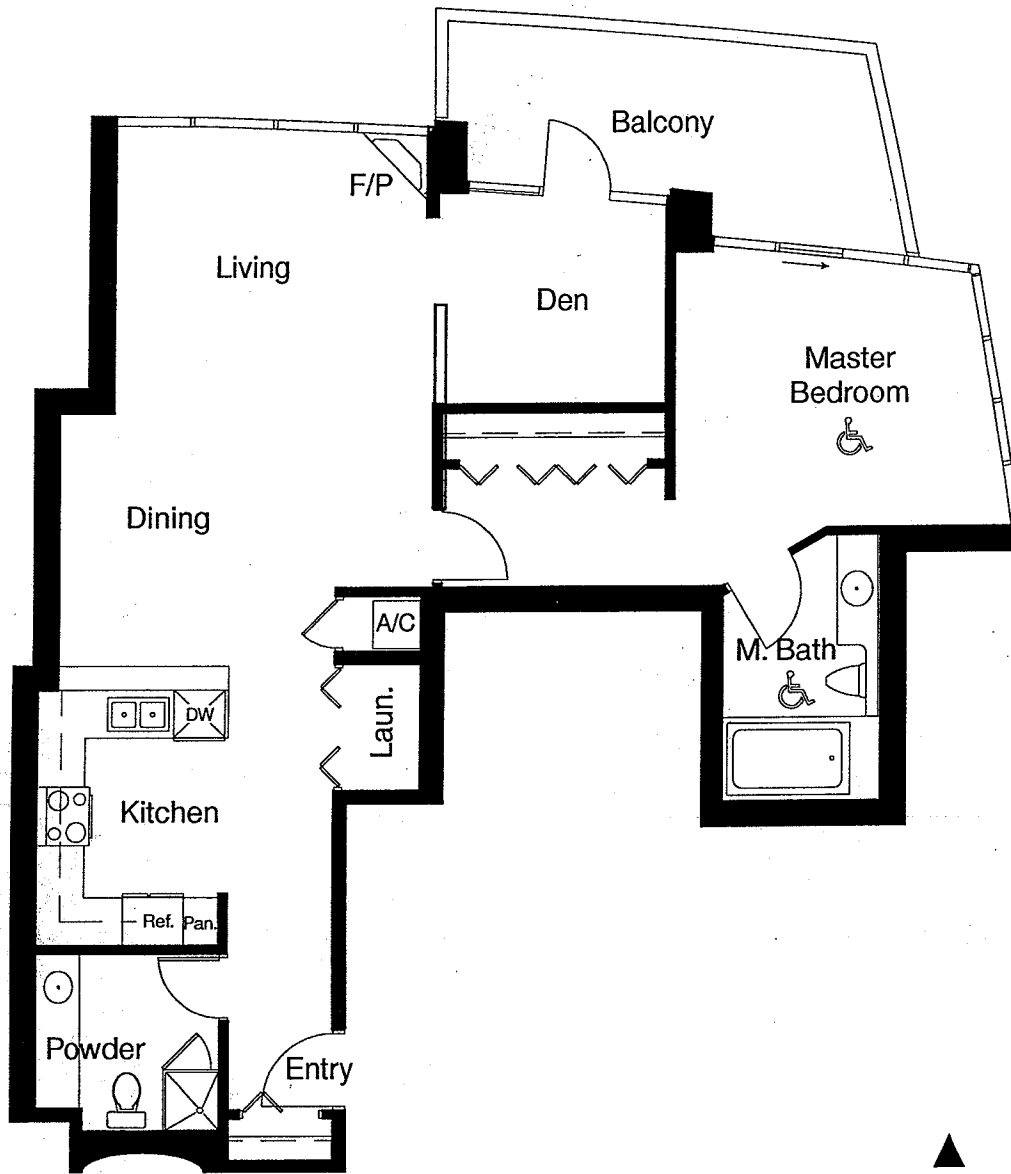 Balcony
F/P
Living
Den
Master
Bedroom
Dining
A/C
M. Bath
Laun.
DW
Kitchen
Ref.
Pan.
Powder
Entry